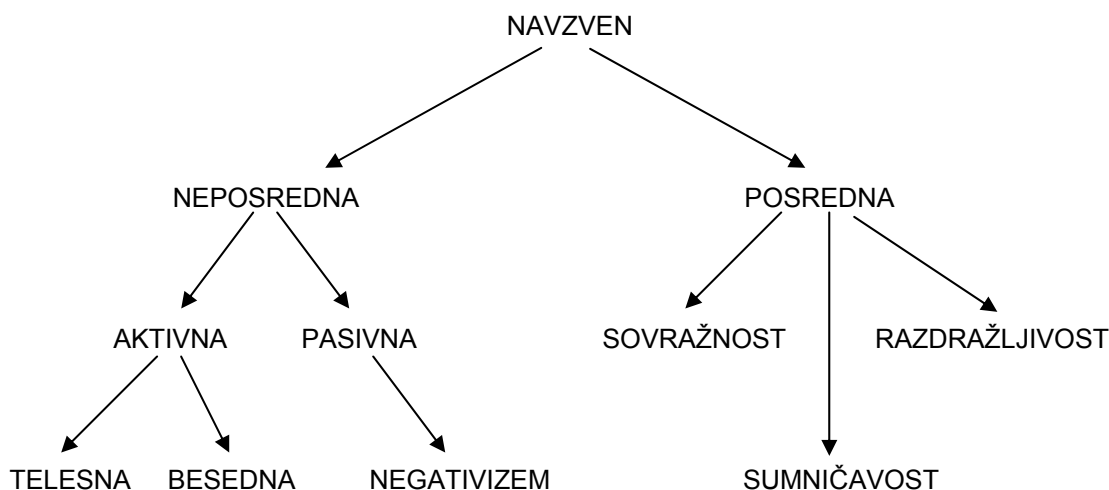 NAVZVEN
NEPOSREDNA POSREDNA
AKTIVNA PASIVNA SOVRAŽNOST RAZDRAŽLJIVOST
TELESNA BESEDNA NEGATIVIZEM SUMNIČAVOST